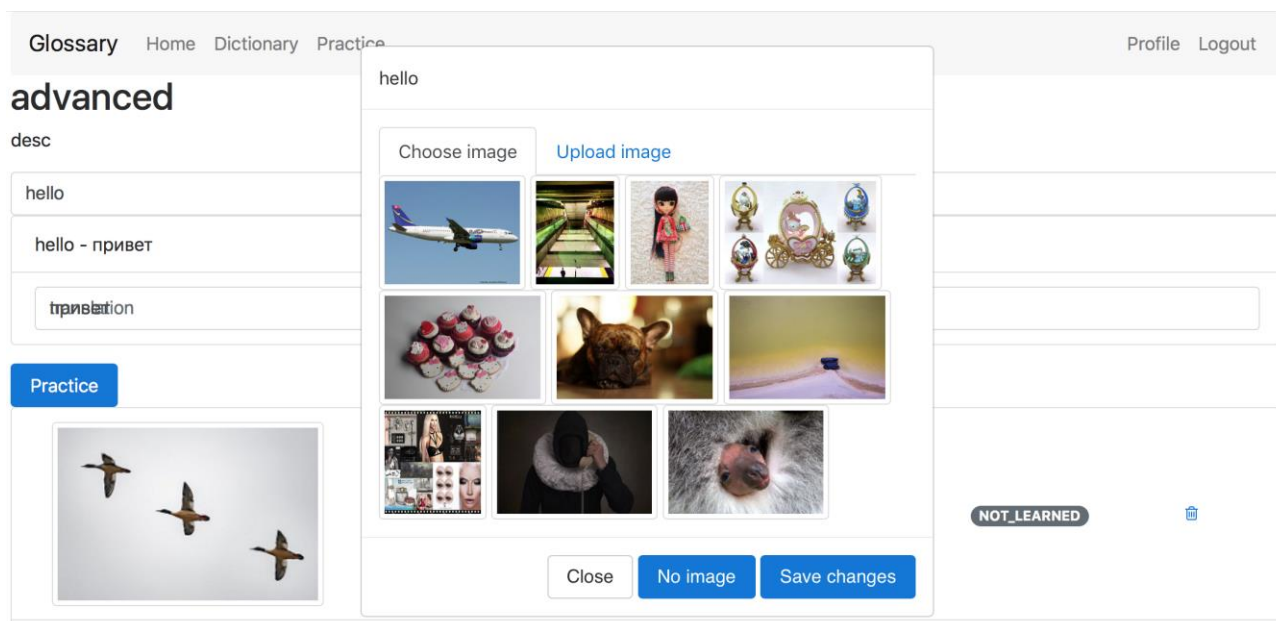 Glossary Home Dictionary Practice Profile Logout
advanced
desc
hello
hello - привет
hello
Choose image Upload image
Practice
NOT_LEARNED
Close No image Save changes